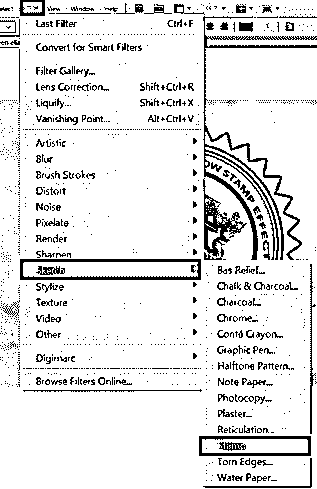 View Window Help
Last Filter Ctrl+F
Convert for Smart Filters
Filter Gallery...
Lens Correction... Shift+Ctrl+R
Liquify... Shift+Ctrl+X
Vanishing Point... Alt+Ctrl+V
Artistic
Blur
Brush Strokes
Distort
Noise
Pixelate
Render
Sharpen
Sketch
Stylize
Texture
Video
Other
Digimarc
Browse Filters Online...
OW STAMP EFFECT
Bas Relief...
Chalk & Charcoal...
Charcoal...
Chrome...
Conté Crayon...
Graphic Pen...
Halftone Pattern...
Note Paper...
Photocopy...
Plaster...
Reticulation...
Torn Edges...
Water Paper...